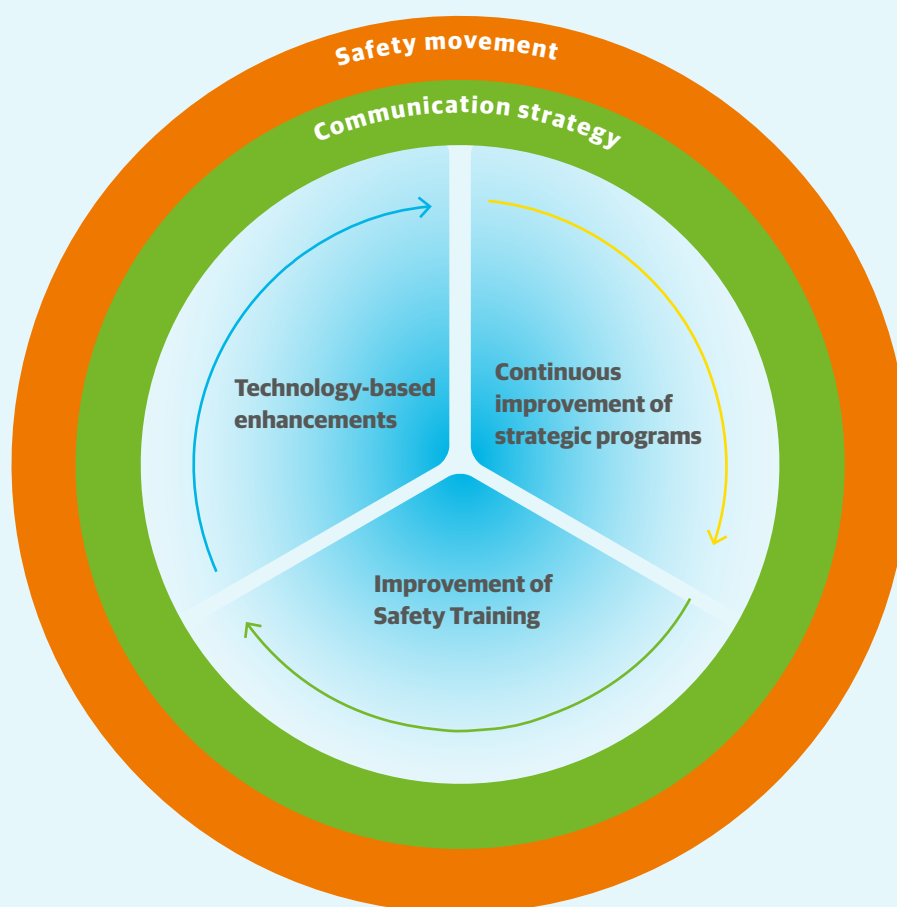 Safety movement
Communication strategy
Technology-based
enhancements
Continuous
improvement of
strategic programs
Improvement of
Safety Training